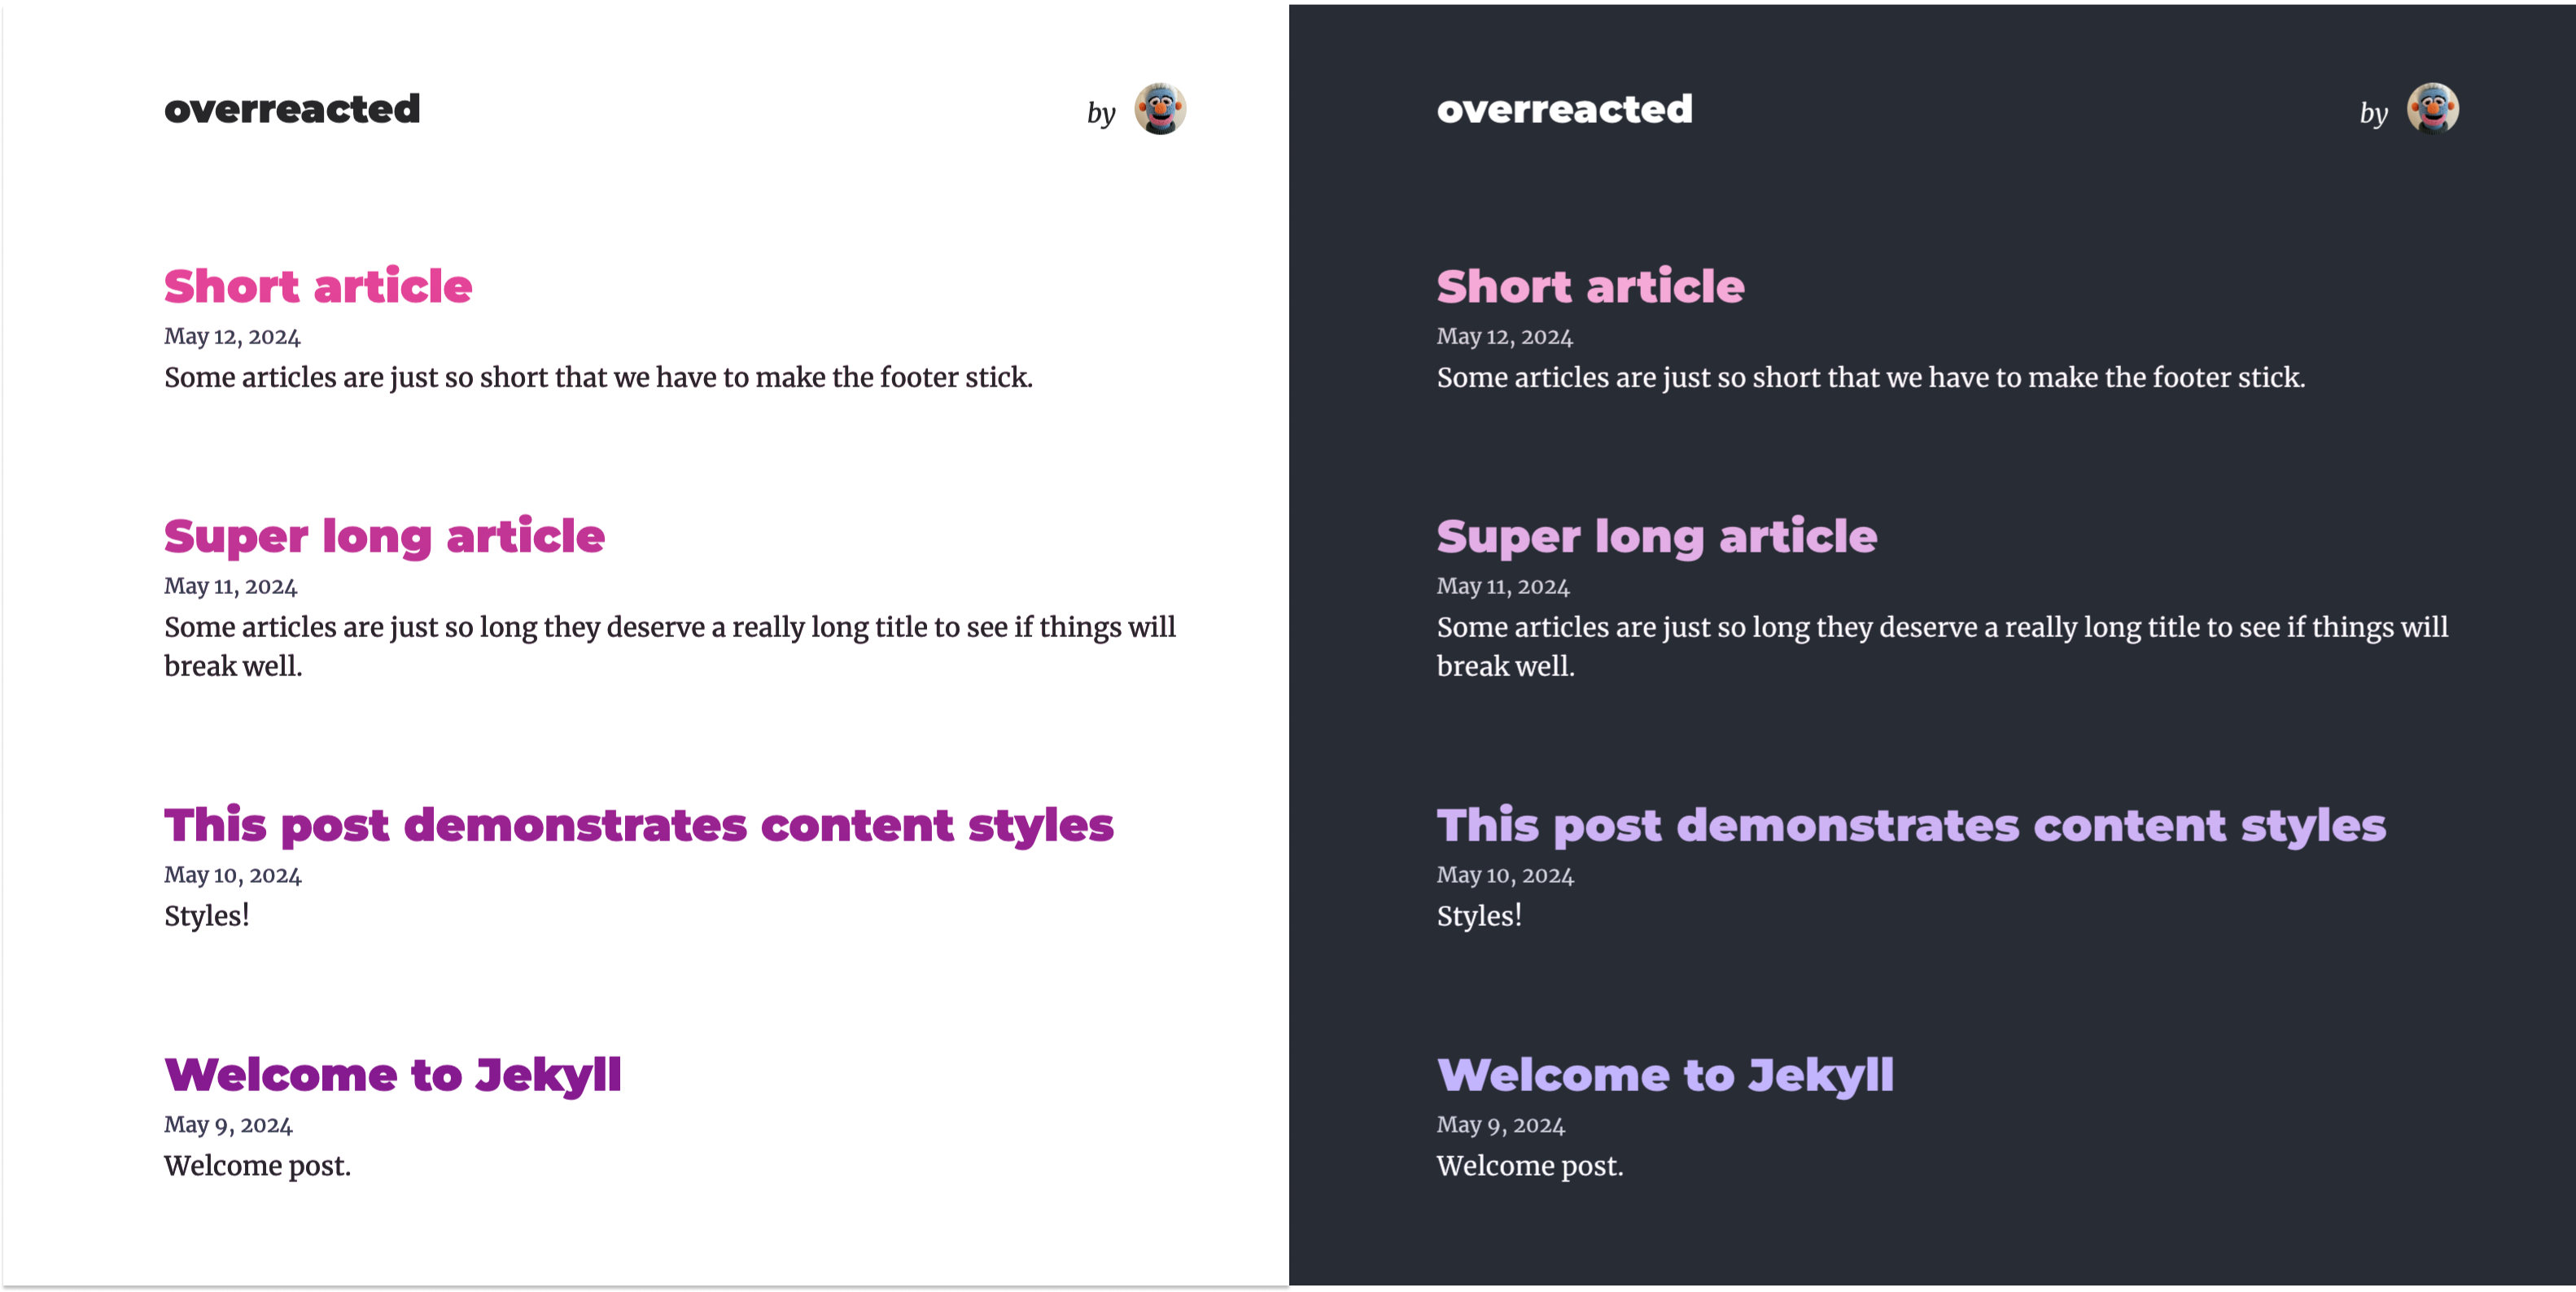 overreacted
by
Short article
May 12, 2024
Some articles are just so short that we have to make the footer stick.
Super long article
May 11, 2024
Some articles are just so long they deserve a really long title to see if things will
break well.
This post demonstrates content styles
May 10, 2024
Styles!
Welcome to Jekyll
May 9, 2024
Welcome post.
overreacted
by
Short article
May 12, 2024
Some articles are just so short that we have to make the footer stick.
Super long article
May 11, 2024
Some articles are just so long they deserve a really long title to see if things will
break well.
This post demonstrates content styles
May 10, 2024
Styles!
Welcome to Jekyll
May 9, 2024
Welcome post.